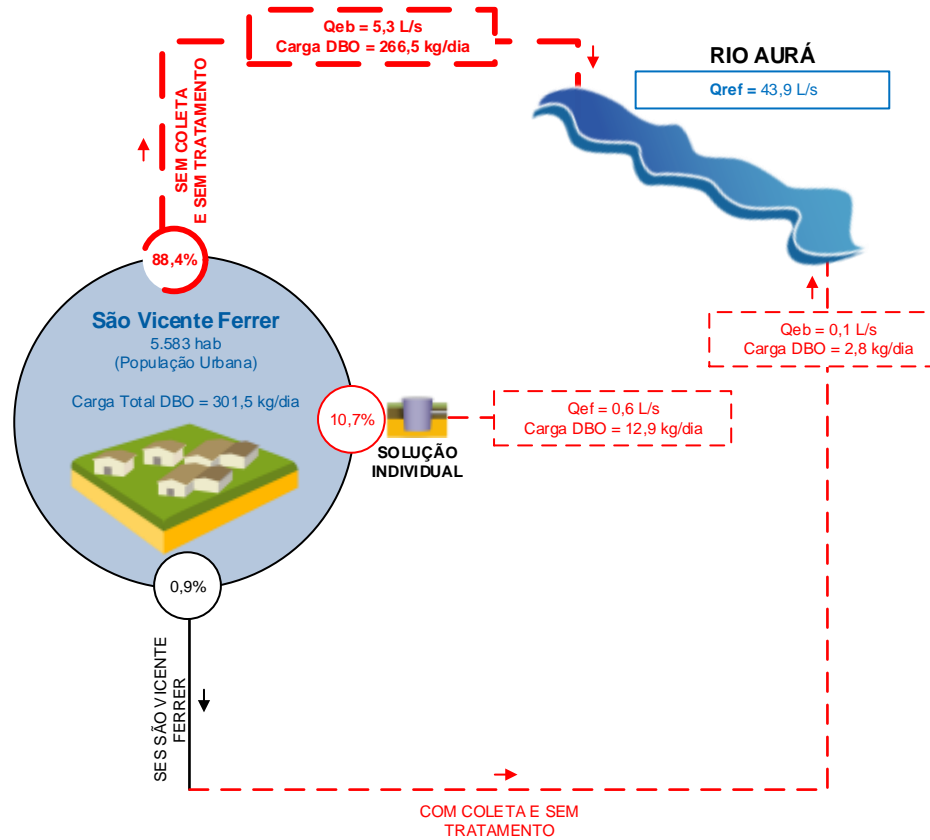 Qeb = 5,3 L/s
Carga DBO = 266,5 kg/dia
SEM COLETA
E SEM TRATAMENTO
RIO AURÁ
Qref = 43,9 L/s
88,4%
São Vicente Ferrer
5.583 hab
(População Urbana)
Carga Total DBO = 301,5 kg/dia
10,7%
SOLUÇÃO
INDIVIDUAL
Qef = 0,6 L/s
Carga DBO = 12,9 kg/dia
Qeb = 0,1 L/s
Carga DBO = 2,8 kg/dia
0,9%
SES SÃO VICENTE
FERRER
COM COLETA E SEM
TRATAMENTO